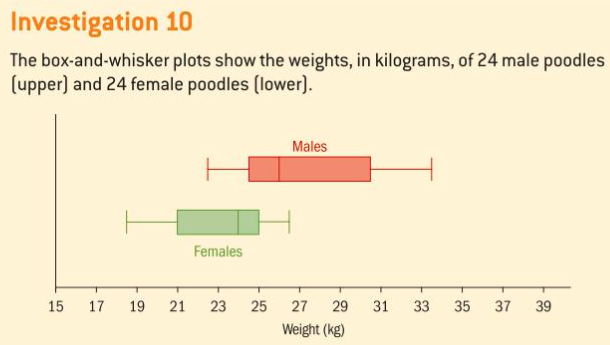 Investigation 10
The box-and-whisker plots show the weights, in kilograms, of 24 male poodles
(upper) and 24 female poodles (lower).
Males
Females
15 17 19 21 23 25 27 29 31 33 35 37 39
Weight (kg)